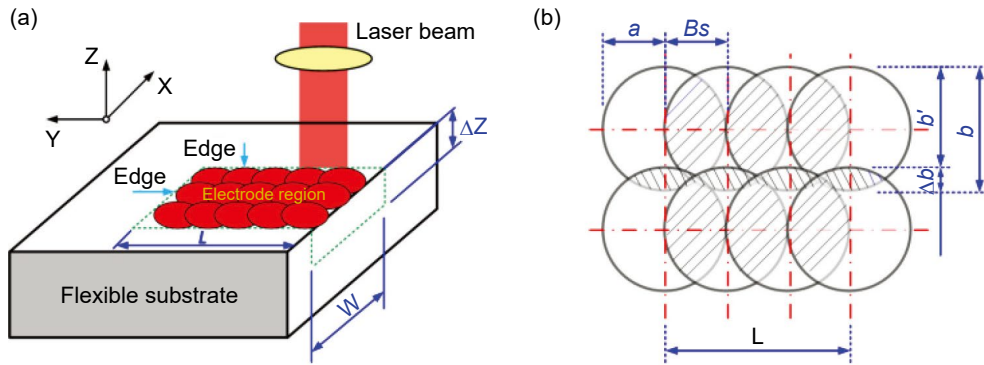 (a)
Laser beam
Z
X
Y
ΔZ
Edge
Edge
Electrode region
L
Flexible substrate
W
(b)
a
Bs
b'
b
Δb
L